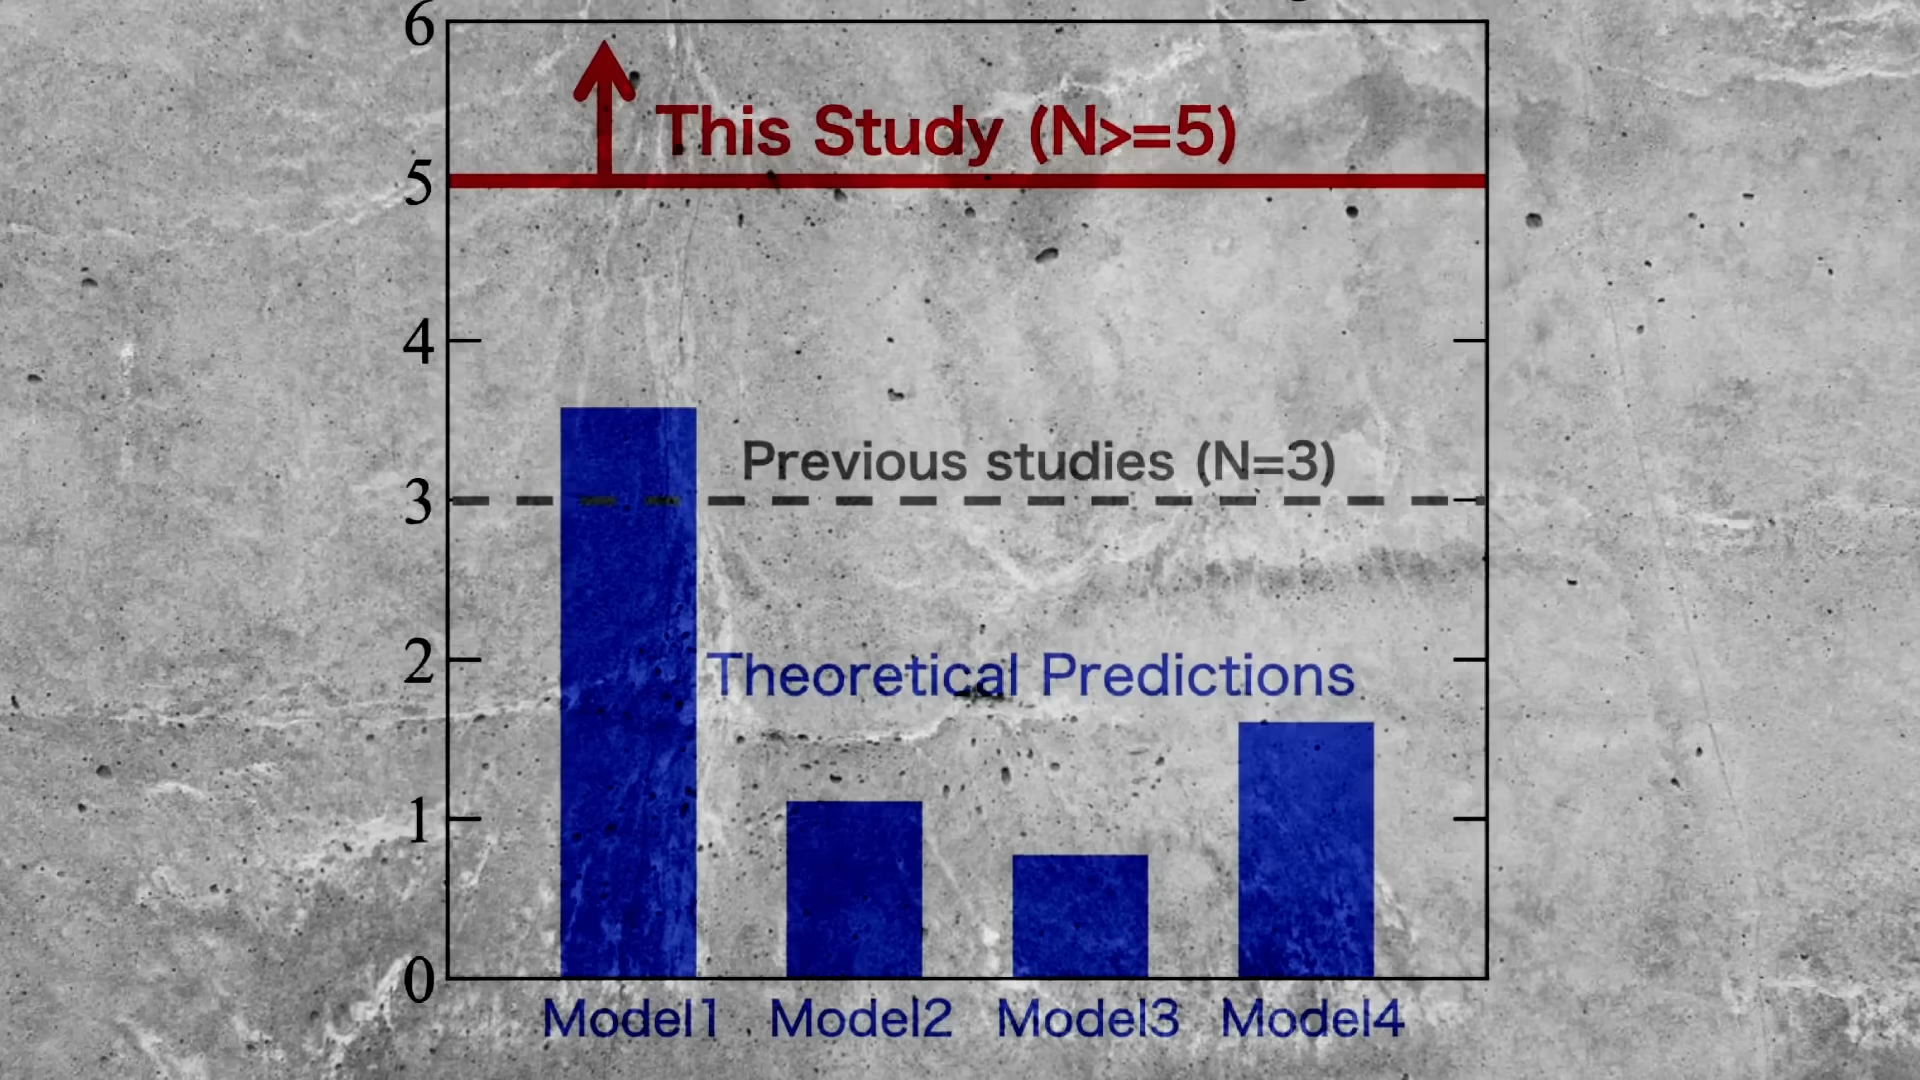 6
This Study (N>=5)
5
4
Previous studies (N=3)
3
Theoretical Predictions
2
1
0
Model1 Model2 Model3 Model4